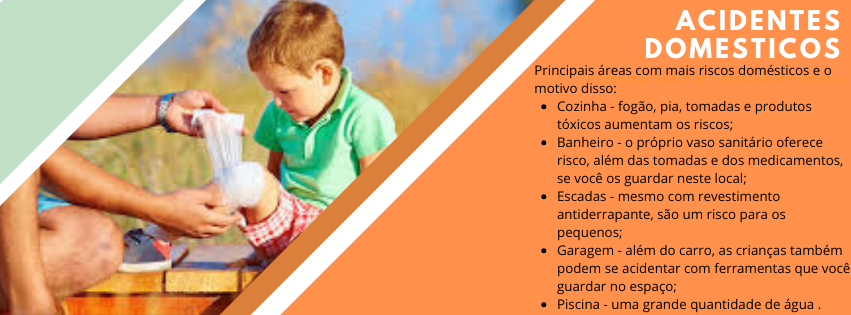 ACIDENTES
DOMESTICOS
Principais áreas com mais riscos domésticos e o
motivo disso:
• Cozinha - fogão, pia, tomadas e produtos
tóxicos aumentam os riscos;
• Banheiro - o próprio vaso sanitário oferece
risco, além das tomadas e dos medicamentos,
se você os guardar neste local;
• Escadas - mesmo com revestimento
antiderrapante, são um risco para os
pequenos;
• Garagem - além do carro, as crianças também
podem se acidentar com ferramentas que você
guardar no espaço;
• Piscina - uma grande quantidade de água .